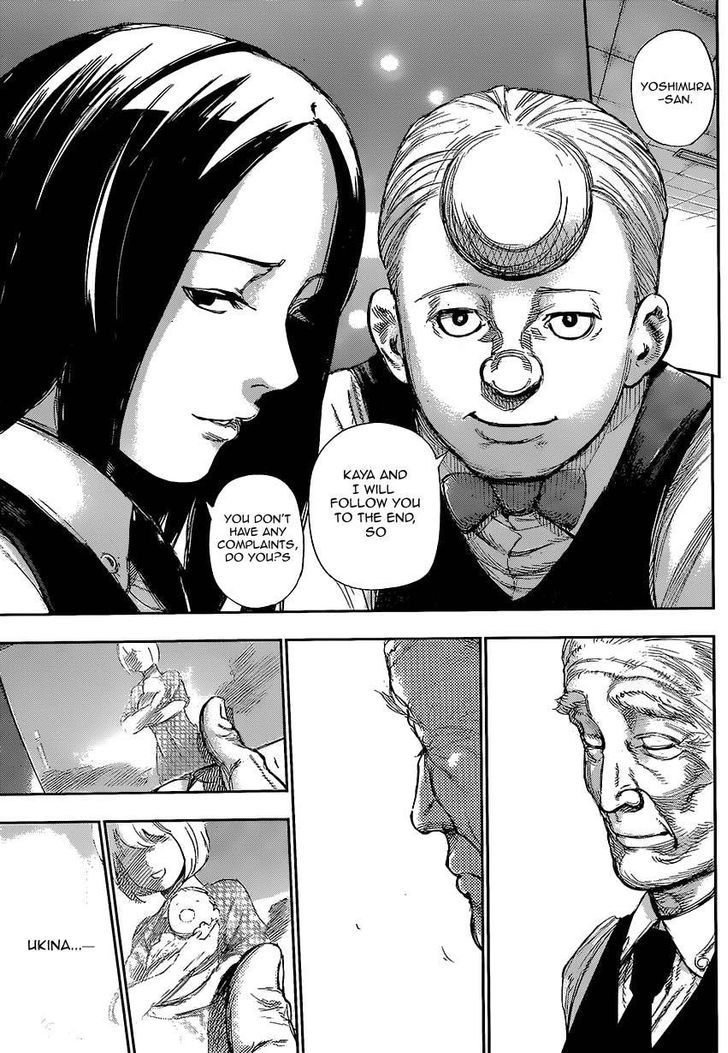 YOSHIMURA
-SAN.
KAYA AND
I WILL
FOLLOW YOU
TO THE END,
SO
YOU DON'T
HAVE ANY
COMPLAINTS,
DO YOU?S
UKINA...—